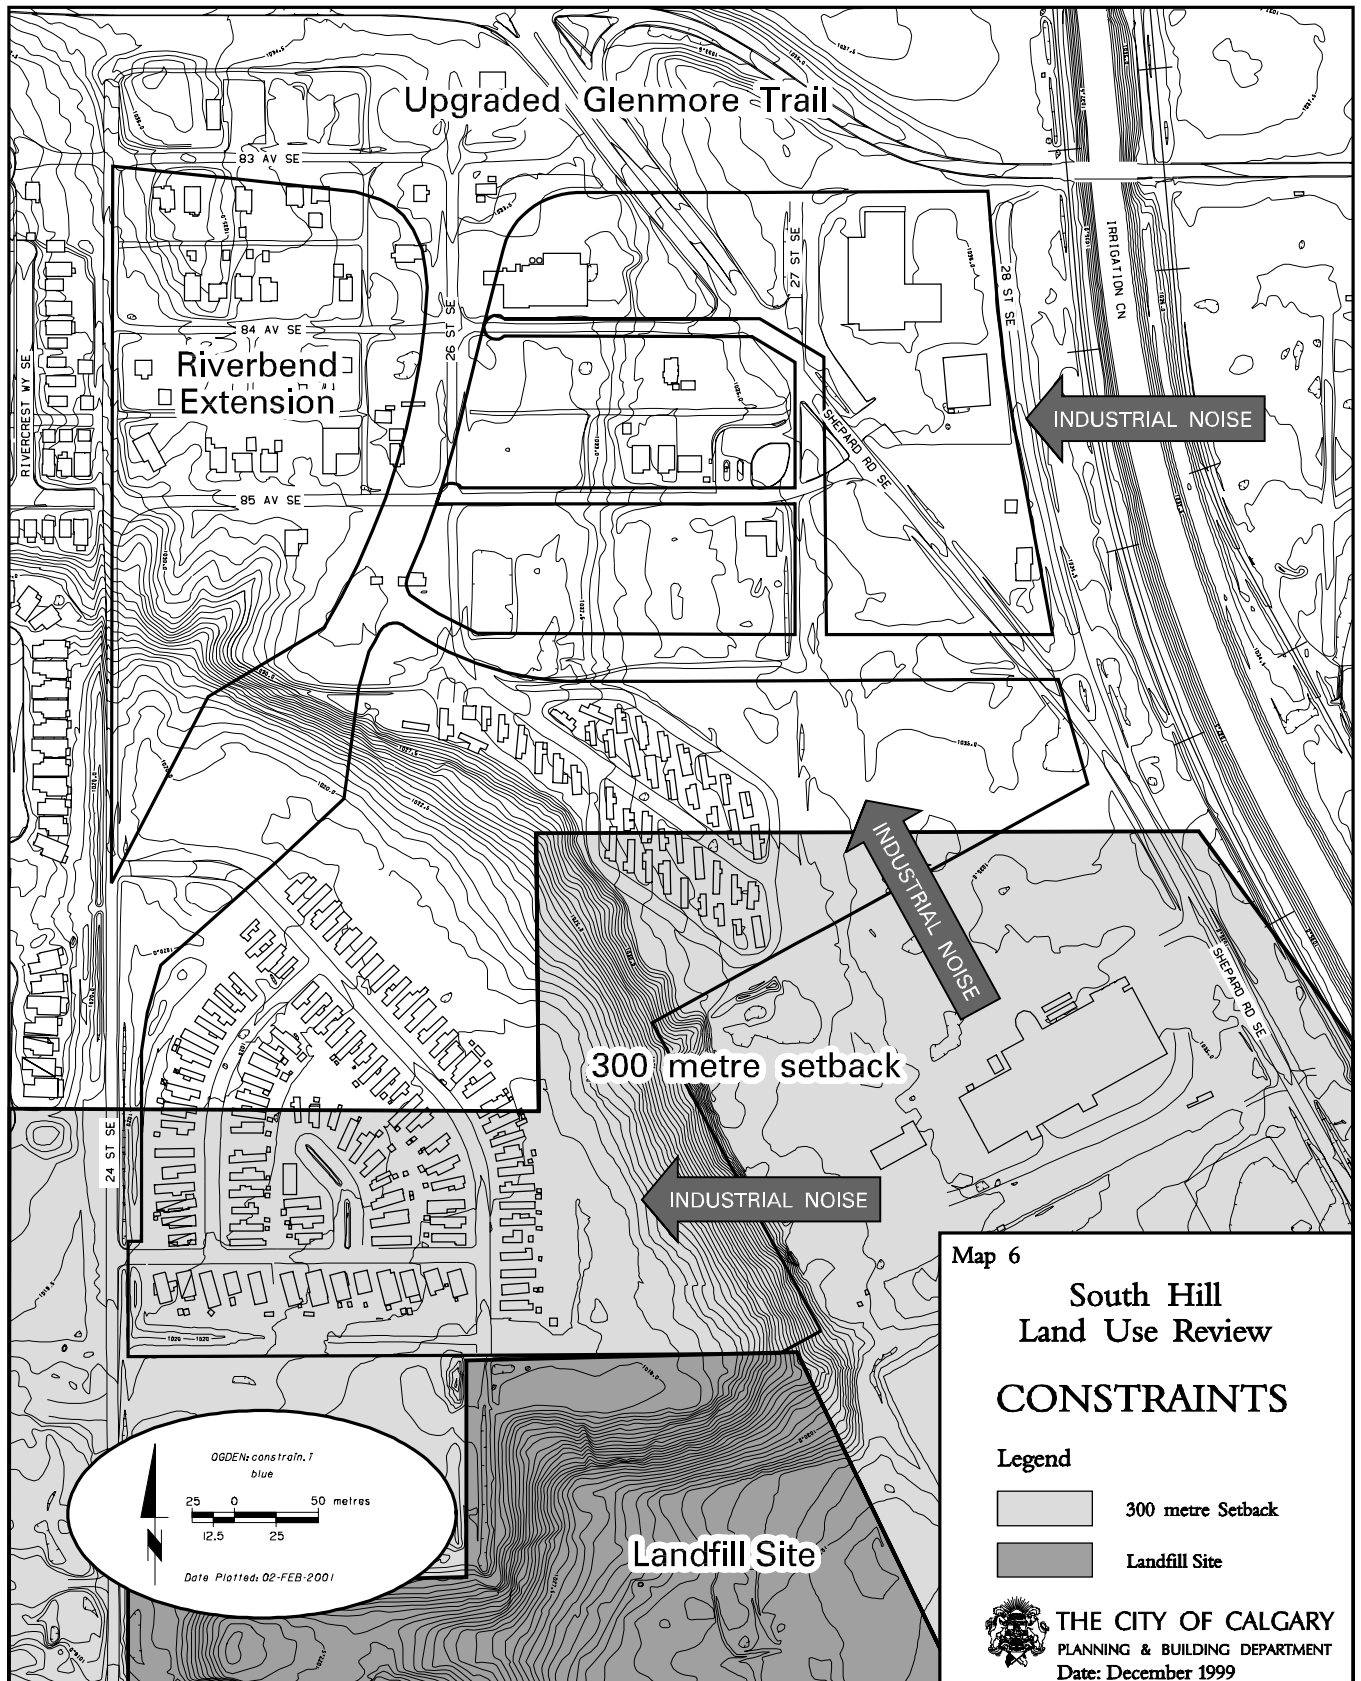 Upgraded Glenmore Trail
83 AV SE
27 ST SE
28 ST SE
IRRIGATION CN
26 ST SE
84 AV SE
RIVERCREST WY SE
Riverbend
Extension
SHEPARD RD SE
INDUSTRIAL NOISE
85 AV SE
INDUSTRIAL NOISE
SHEPARD RD SE
300 metre setback
24 ST SE
INDUSTRIAL NOISE
Map 6
South Hill
Land Use Review
CONSTRAINTS
Legend
300 metre Setback
Landfill Site
OGDEN:constrain.1
blue
25 0 50 metres
12.5 25
Date Plotted: 02-FEB-2001
Landfill Site
THE CITY OF CALGARY
PLANNING & BUILDING DEPARTMENT
Date: December 1999